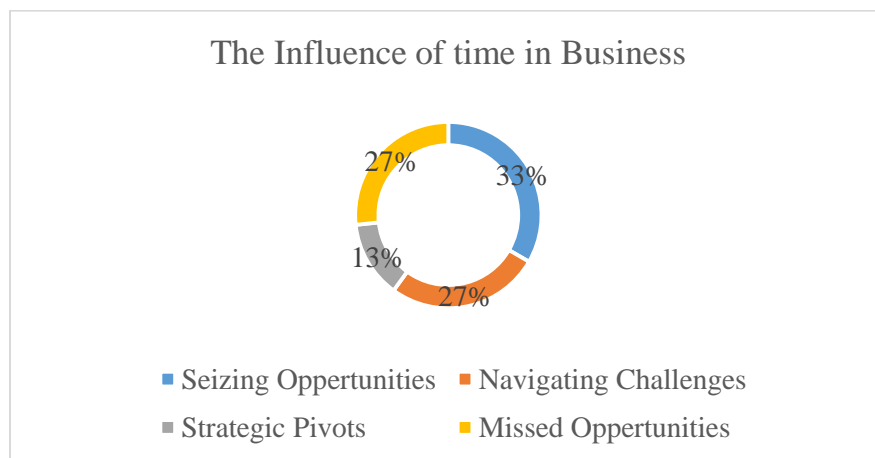 The Influence of time in Business
27%
33%
13%
27%
Seizing Oppertunities Navigating Challenges
Strategic Pivots Missed Oppertunities